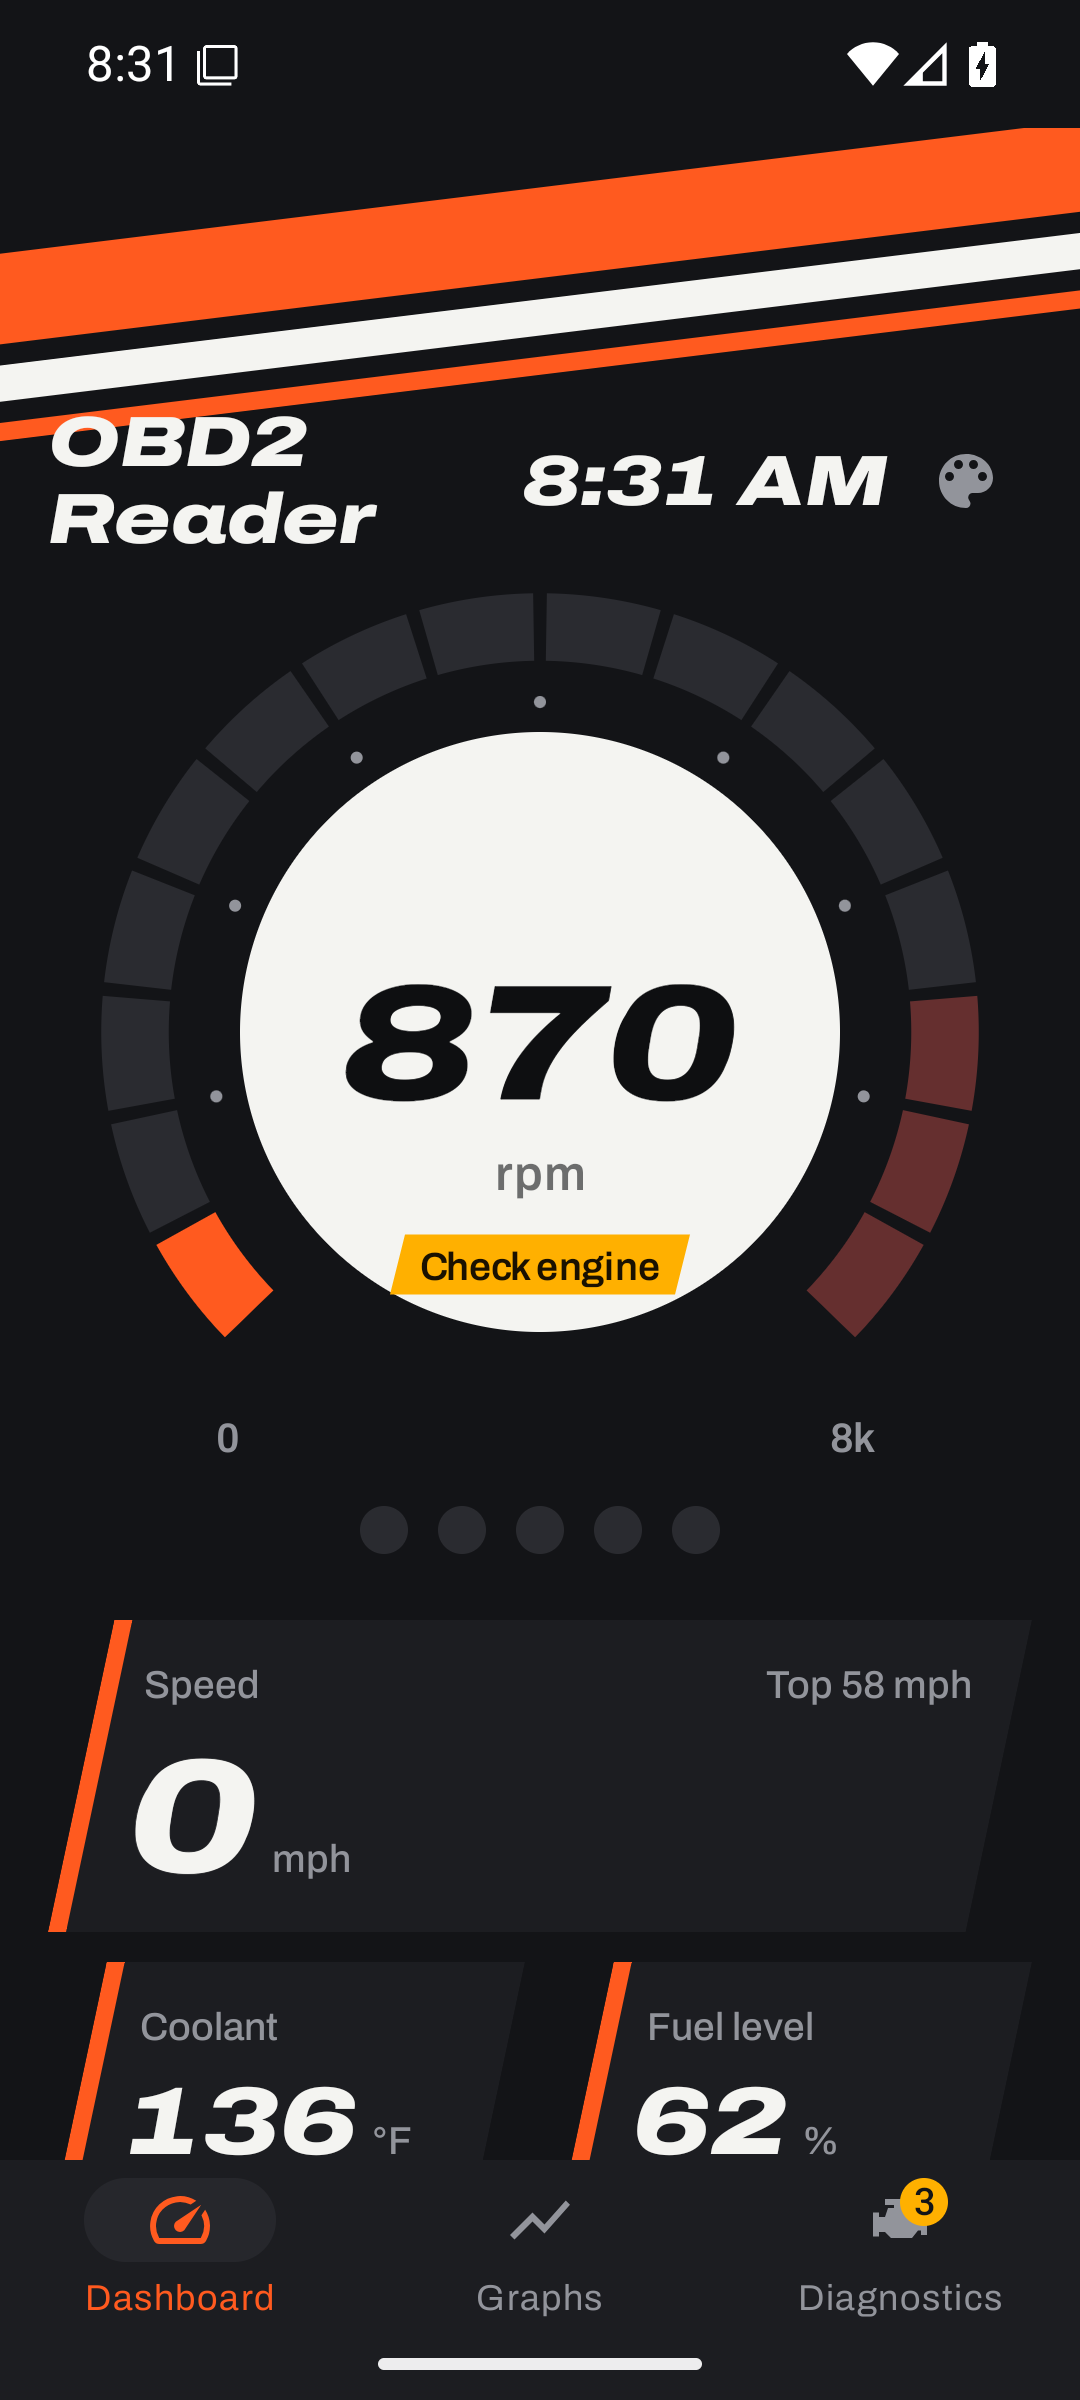 8:31
OBD2
Reader
8:31 AM
870
rpm
Check engine
0
8k
Speed
Top 58 mph
0 mph
Coolant
Fuel level
136 °F
62 %
3
Dashboard
Graphs
Diagnostics